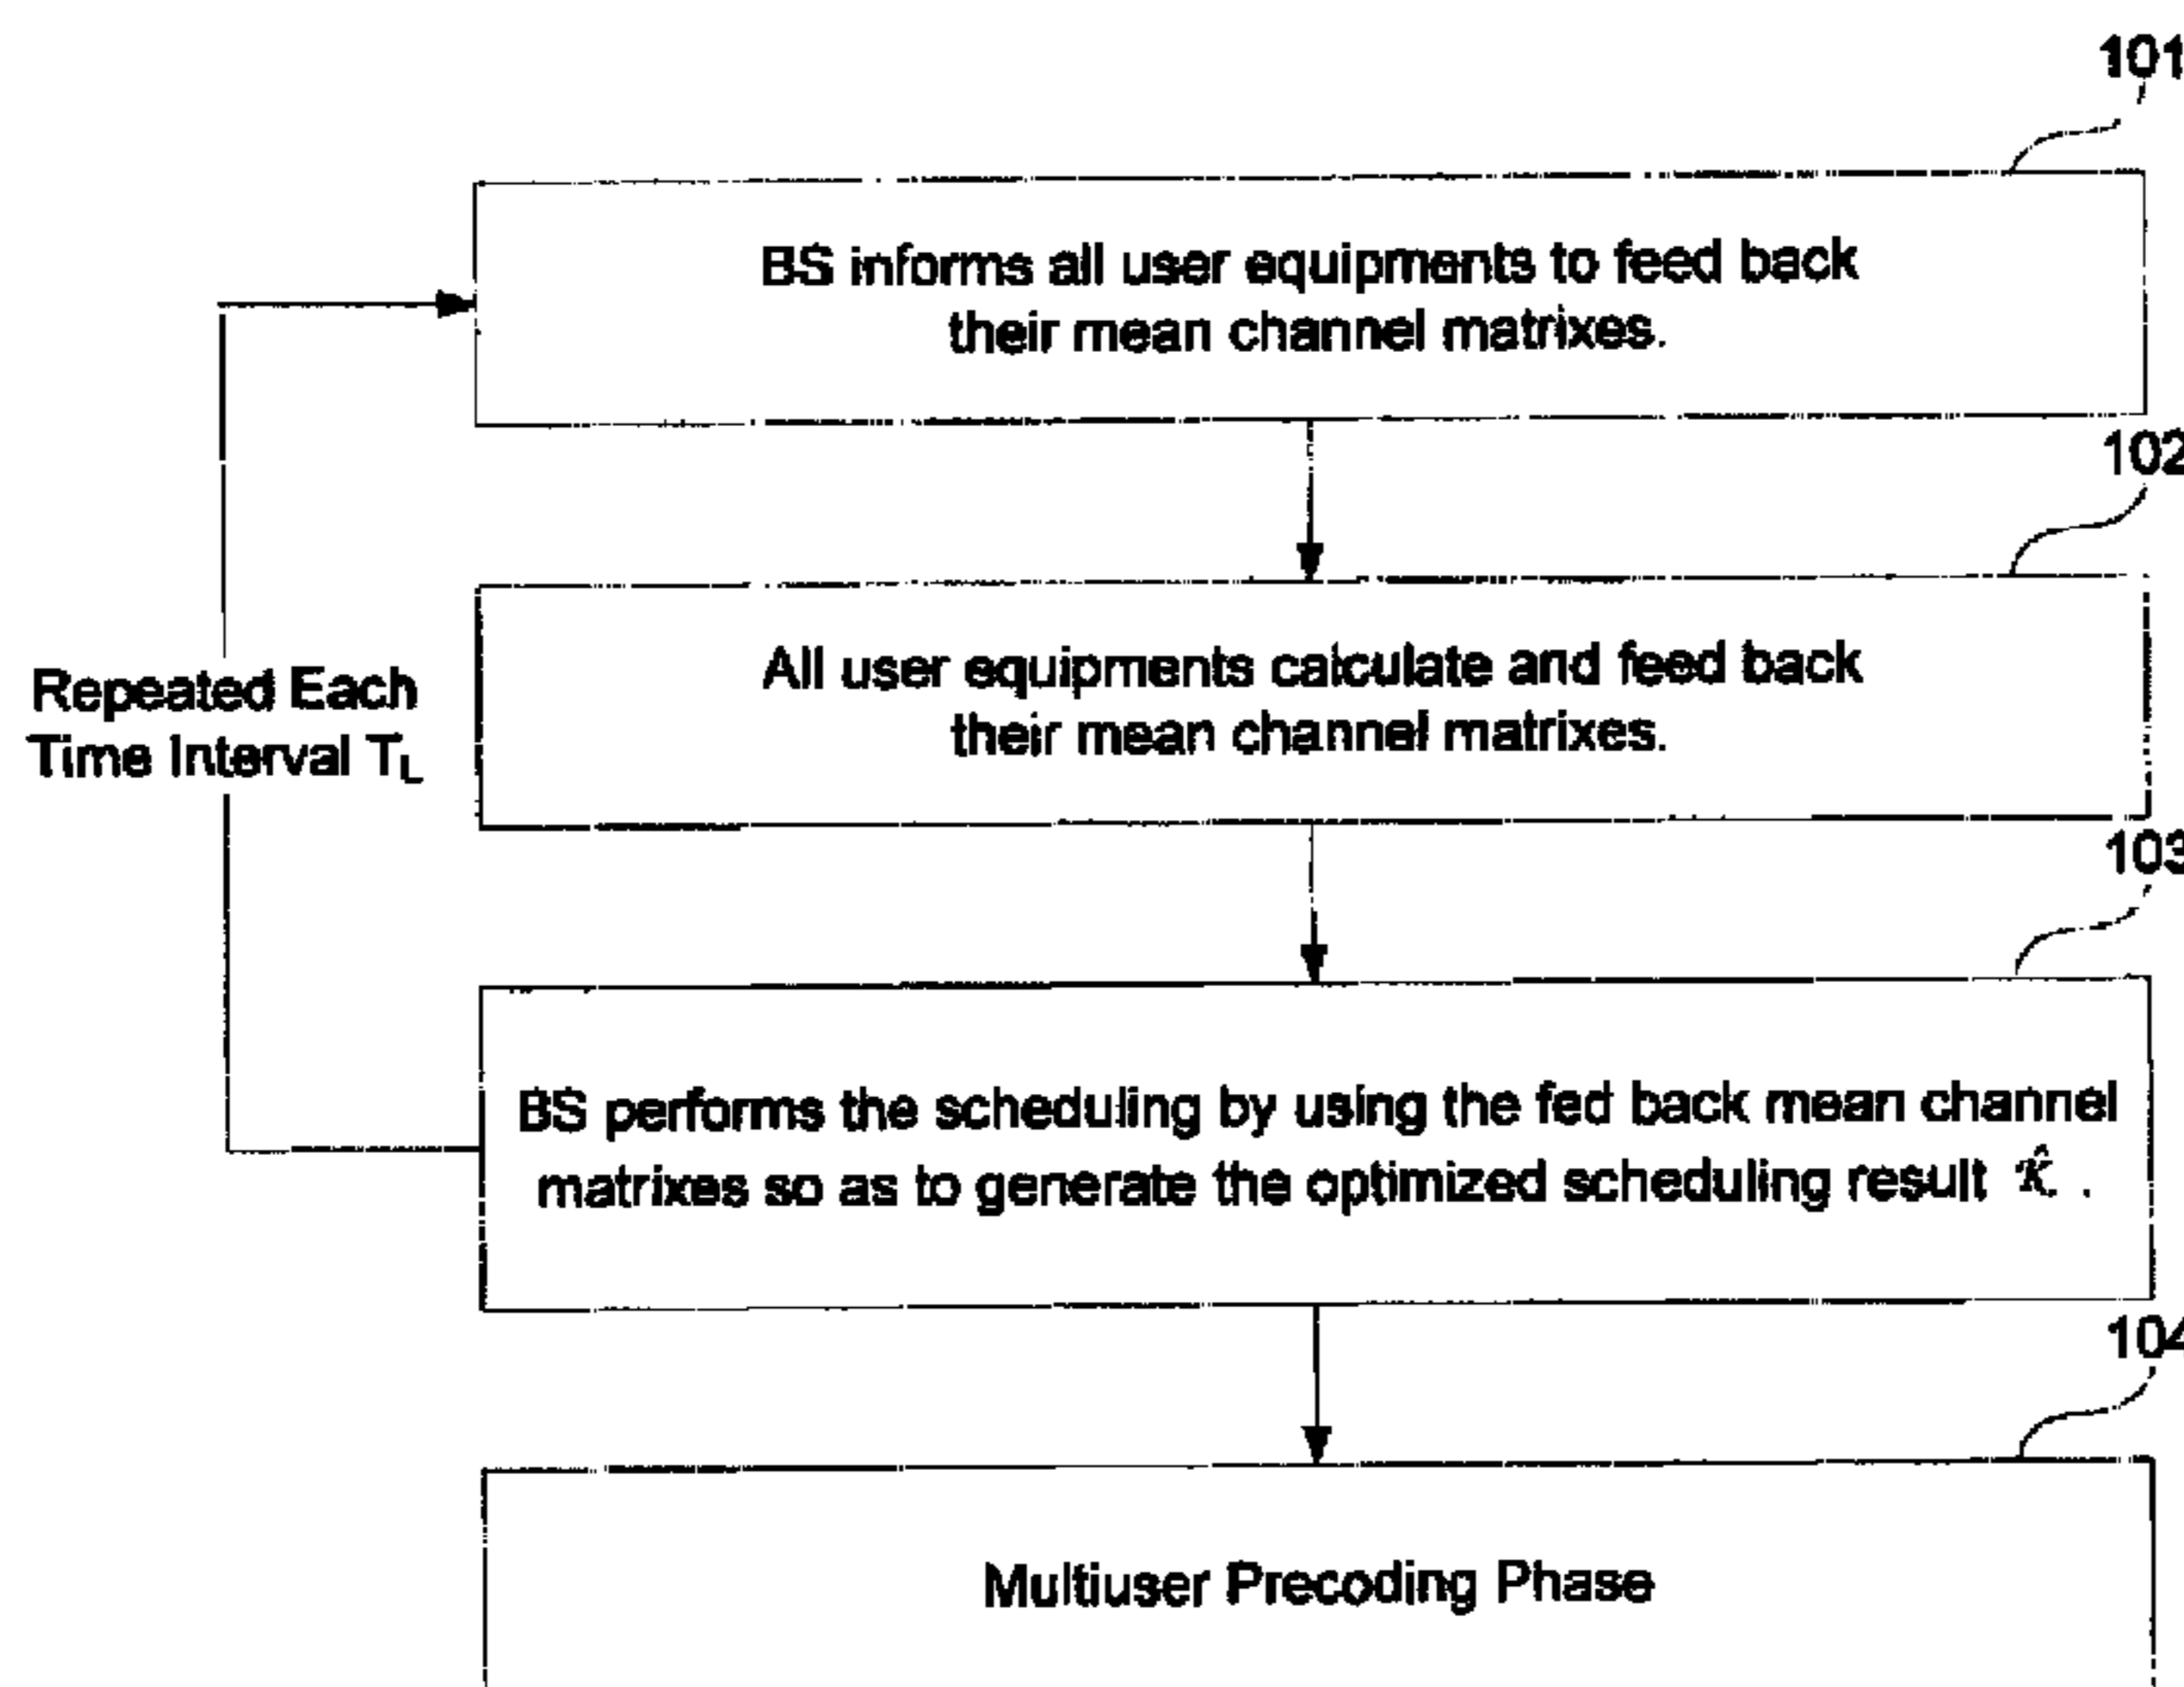 101
BS informs all user equipments to feed back
their mean channel matrixes.
102
All user equipments calculate and feed back
their mean channel matrixes.
Repeated Each
Time Interval T_L
103
BS performs the scheduling by using the fed back mean channel
matrixes so as to generate the optimized scheduling result 𝒦̂ .
104
Multiuser Precoding Phase